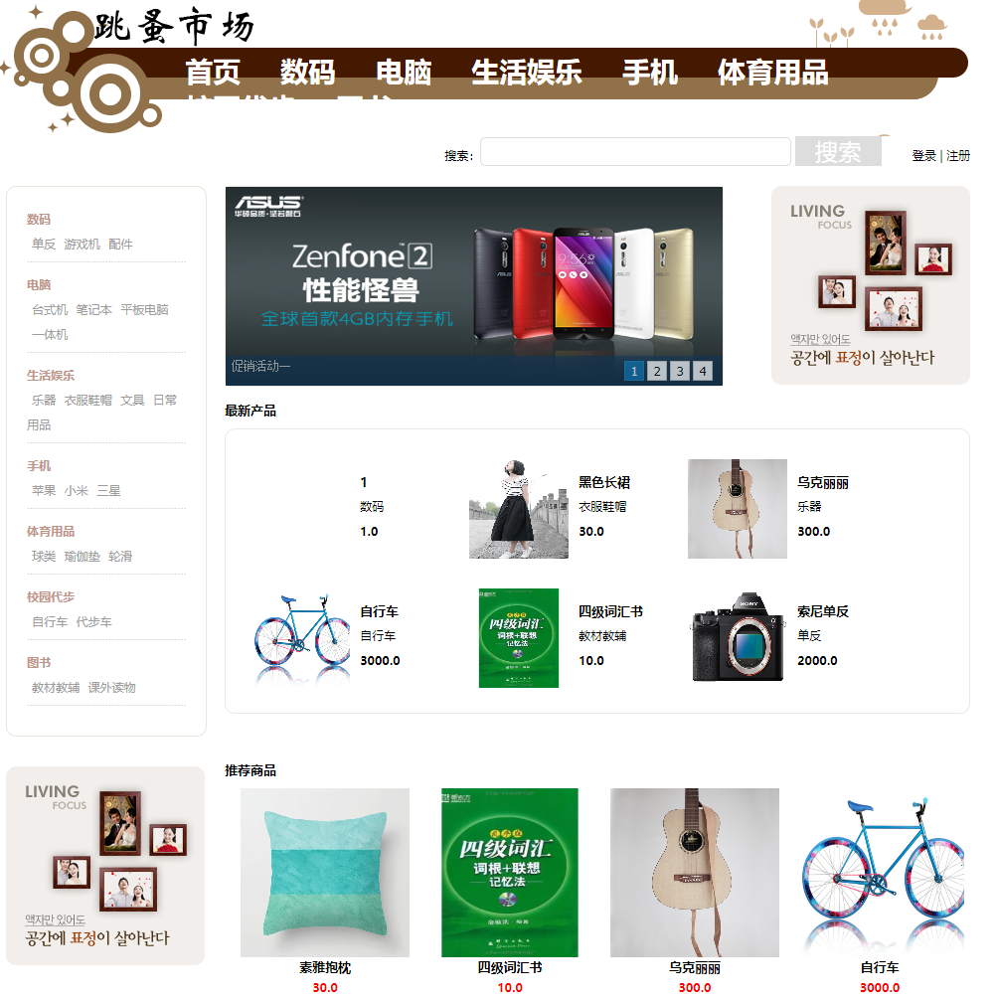 跳蚤市场
首页 数码 电脑 生活娱乐 手机 体育用品
校园代步 图书
搜索： 搜索 登录 | 注册
数码
单反 游戏机 配件
电脑
台式机 笔记本 平板电脑
一体机
生活娱乐
乐器 衣服鞋帽 文具 日常
用品
手机
苹果 小米 三星
体育用品
球类 瑜伽垫 轮滑
校园代步
自行车 代步车
图书
教材教辅 课外读物
ASUS
华硕品质·坚若磐石
Zenfone™ 2
性能怪兽
全球首款4GB内存手机
促销活动一
1 2 3 4
LIVING
FOCUS
액자만 있어도
공간에 표정이 살아난다
最新产品
1
数码
1.0
黑色长裙
衣服鞋帽
30.0
乌克丽丽
乐器
300.0
自行车
自行车
3000.0
四级词汇
词根+联想
记忆法
四级词汇书
教材教辅
10.0
SONY
索尼单反
单反
2000.0
LIVING
FOCUS
액자만 있어도
공간에 표정이 살아난다
推荐商品
新东方
乱序版
四级词汇
词根+联想
记忆法
素雅抱枕
30.0
四级词汇书
10.0
乌克丽丽
300.0
自行车
3000.0